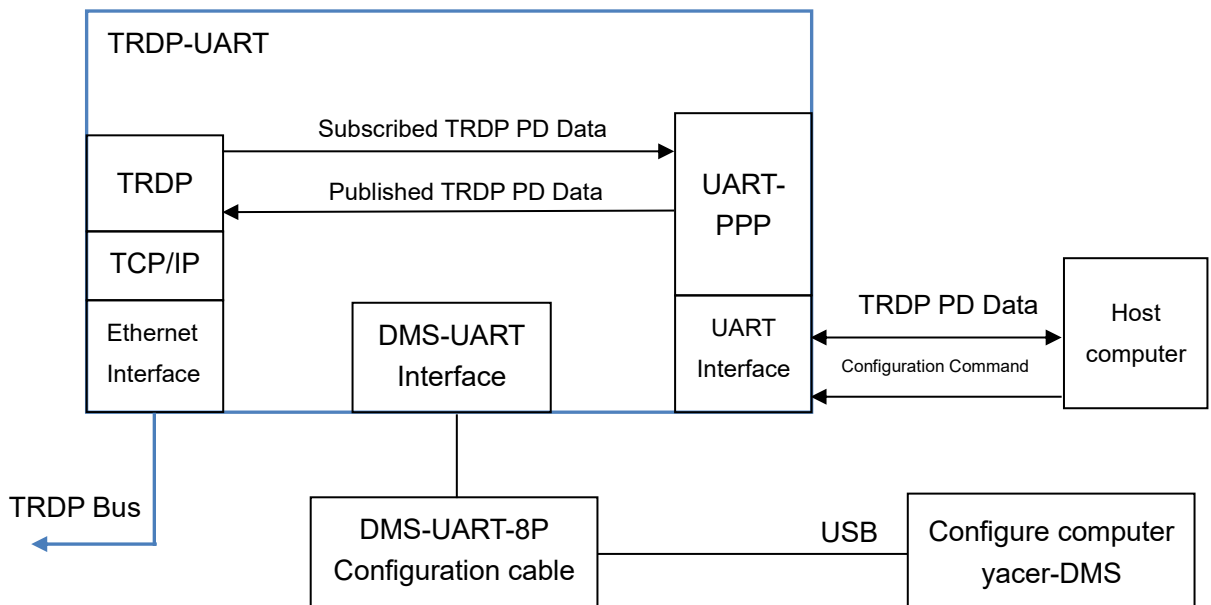 TRDP-UART
Subscribed TRDP PD Data
TRDP
Published TRDP PD Data
UART-
PPP
TCP/IP
Ethernet
Interface
DMS-UART
Interface
UART
Interface
TRDP PD Data
Configuration Command
Host
computer
TRDP Bus
DMS-UART-8P
Configuration cable
USB
Configure computer
yacer-DMS